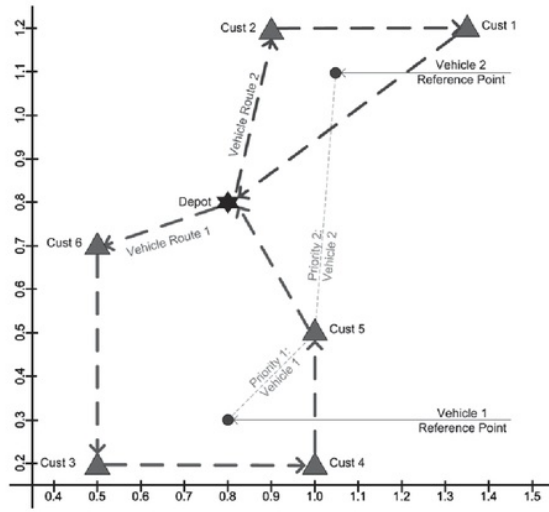 Cust 2
Cust 1
1.2
Vehicle 2
Reference Point
1.1
Vehicle Route 2
1.0
0.9
Depot
0.8
Cust 6
Vehicle Route 1
0.7
Priority 2:
Vehicle 2
0.6
Cust 5
0.5
Priority 1:
Vehicle 1
0.4
Vehicle 1
Reference Point
0.3
Cust 3
Cust 4
0.2
0.4 0.5 0.6 0.7 0.8 0.9 1.0 1.1 1.2 1.3 1.4 1.5